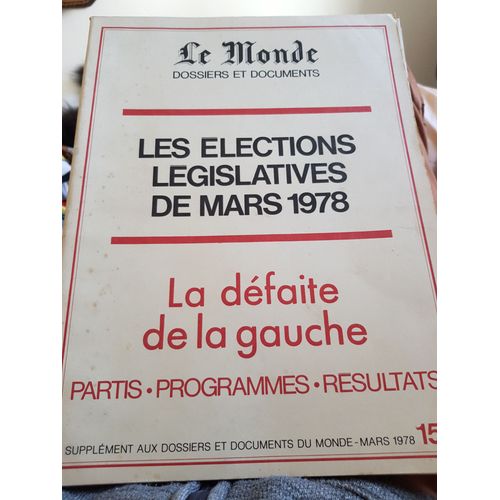 Le Monde
DOSSIERS ET DOCUMENTS
LES ELECTIONS
LEGISLATIVES
DE MARS 1978
La défaite
de la gauche
PARTIS • PROGRAMMES • RESULTATS
SUPPLÉMENT AUX DOSSIERS ET DOCUMENTS DU MONDE - MARS 1978 15